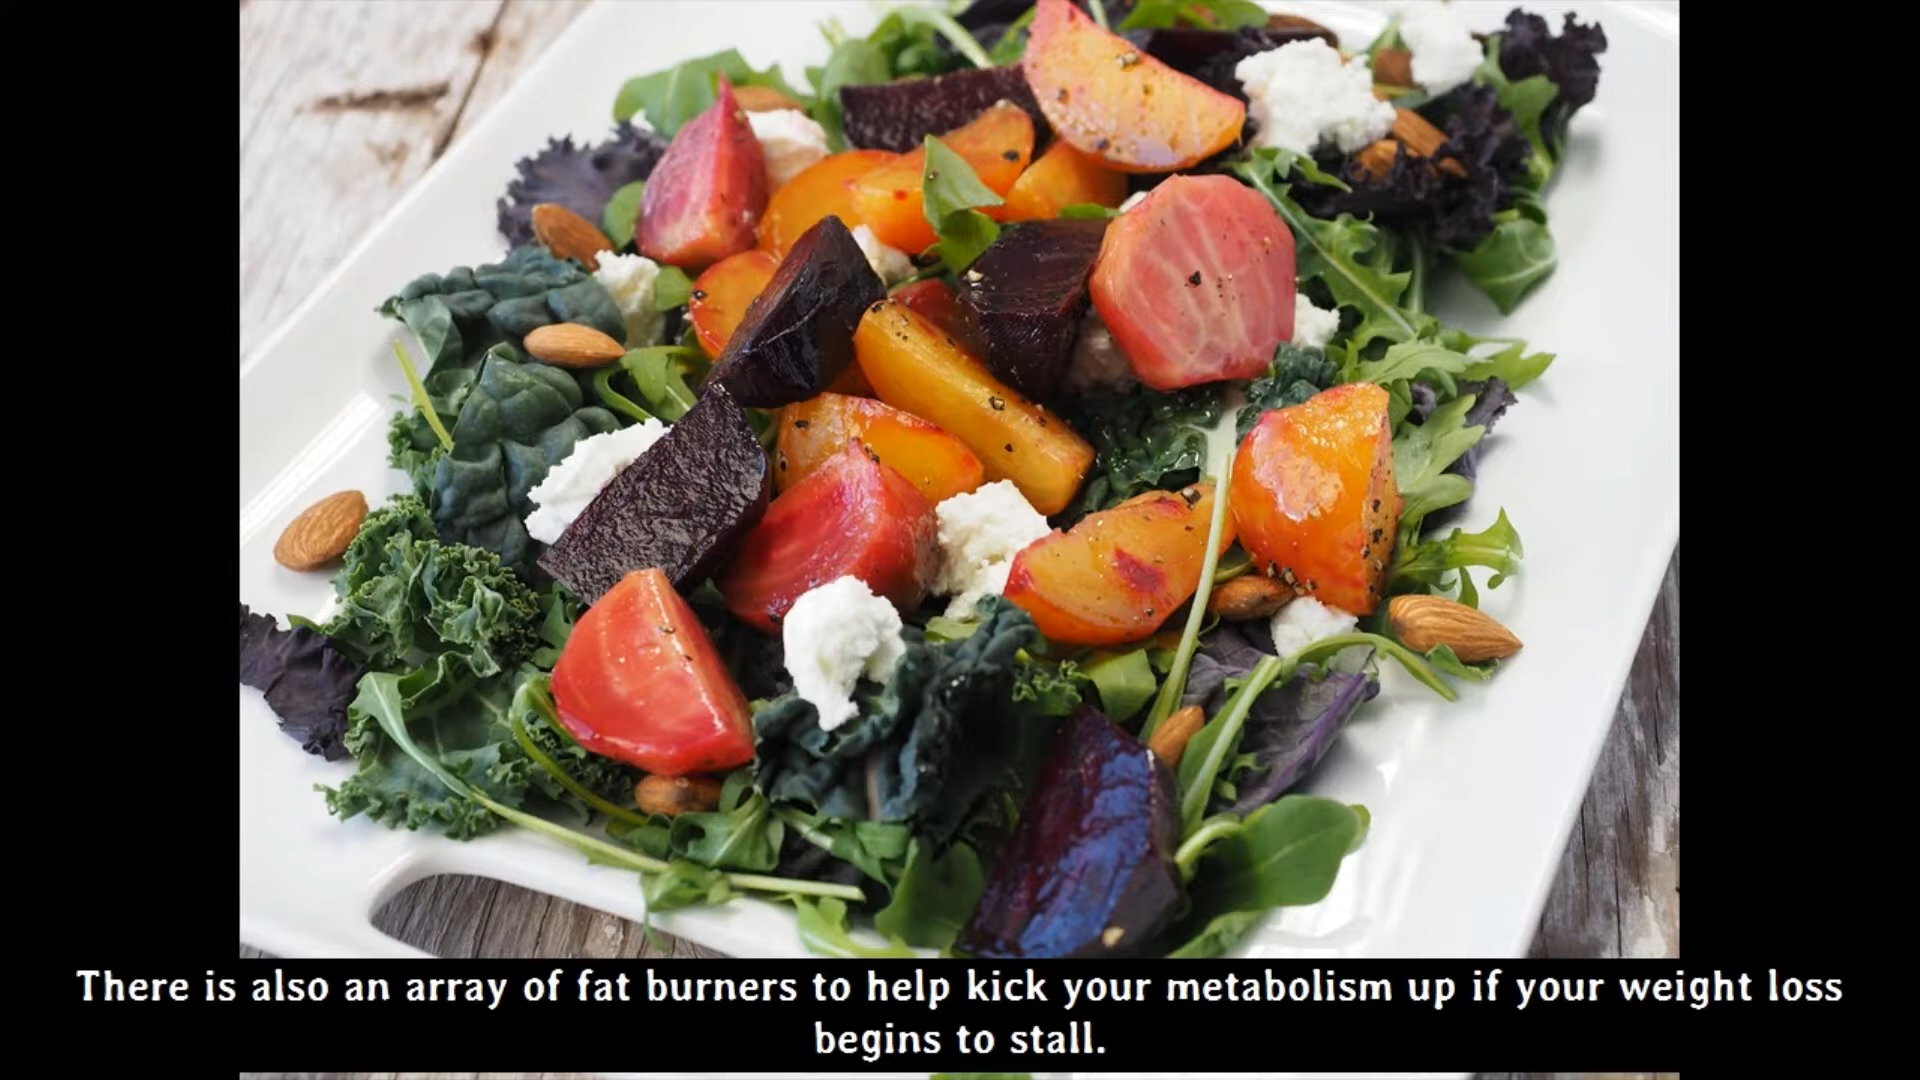 There is also an array of fat burners to help kick your metabolism up if your weight loss
begins to stall.